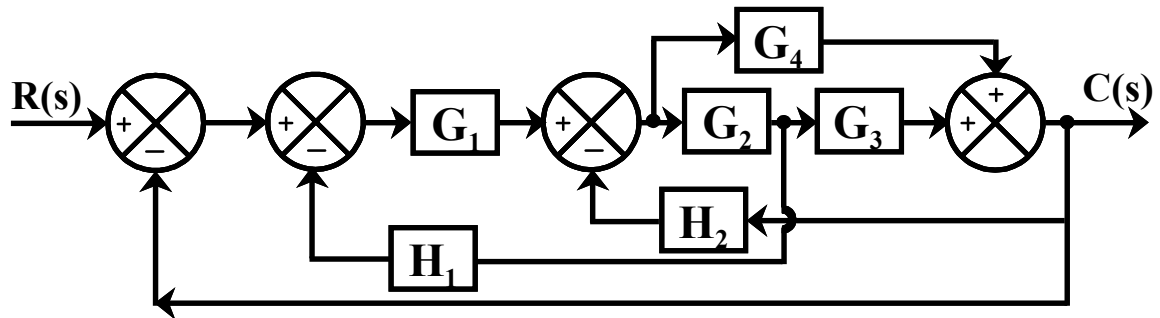 G₄
R(s) + − + − G₁ + − G₂ G₃ + + C(s)
H₂
H₁